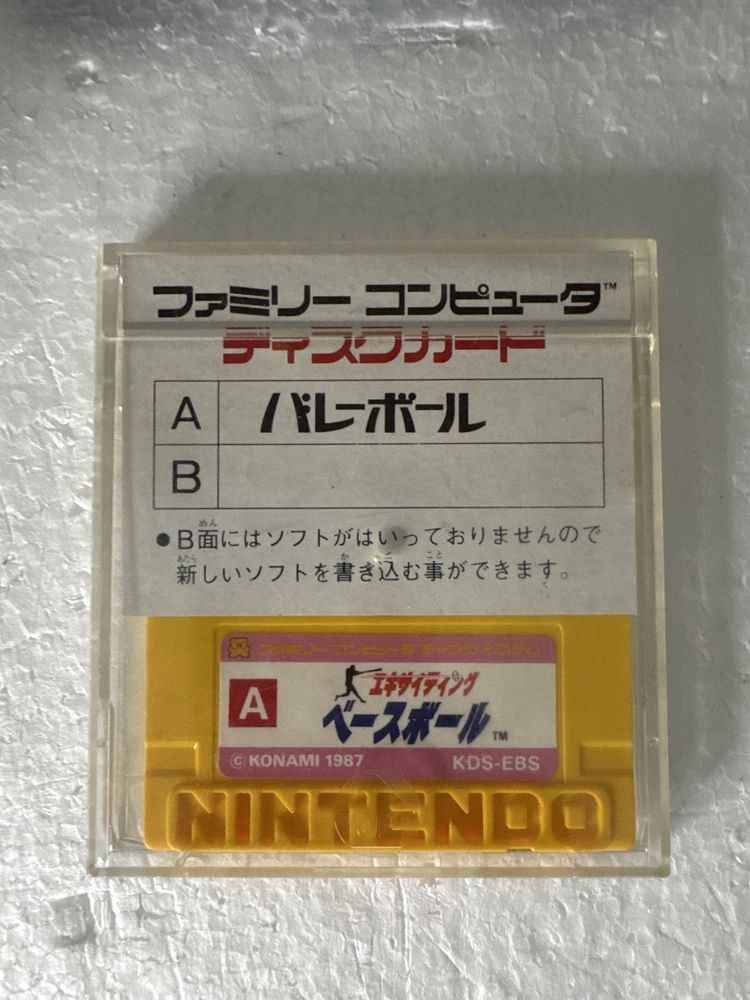 ファミリー コンピュータ™
ディスクカード
A バレーボール
B
●B面にはソフトがはいっておりませんので
新しいソフトを書き込む事ができます。
ファミリー コンピュータ ディスク システム
A
エキサイティング
ベースボール™
© KONAMI 1987 KDS-EBS
NINTENDO